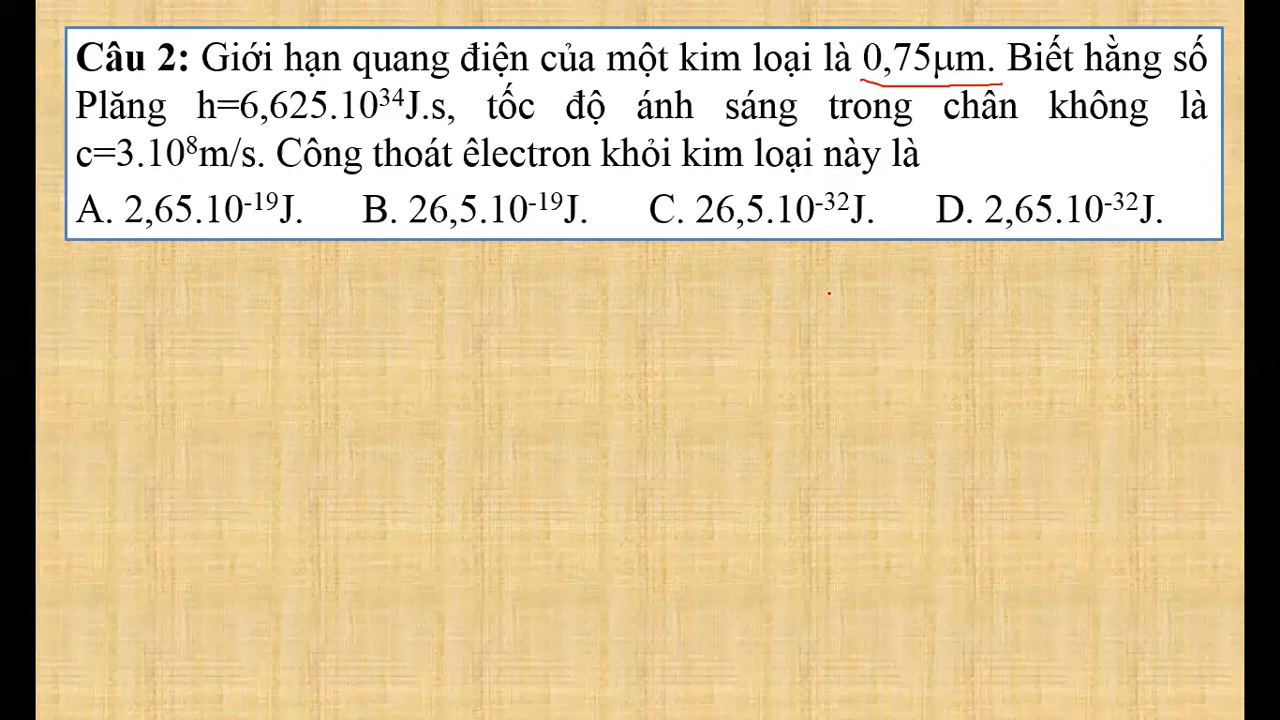 Câu 2: Giới hạn quang điện của một kim loại là 0,75μm. Biết hằng số
Plăng h=6,625.10³⁴J.s, tốc độ ánh sáng trong chân không là
c=3.10⁸m/s. Công thoát êlectron khỏi kim loại này là
A. 2,65.10⁻¹⁹J. B. 26,5.10⁻¹⁹J. C. 26,5.10⁻³²J. D. 2,65.10⁻³²J.